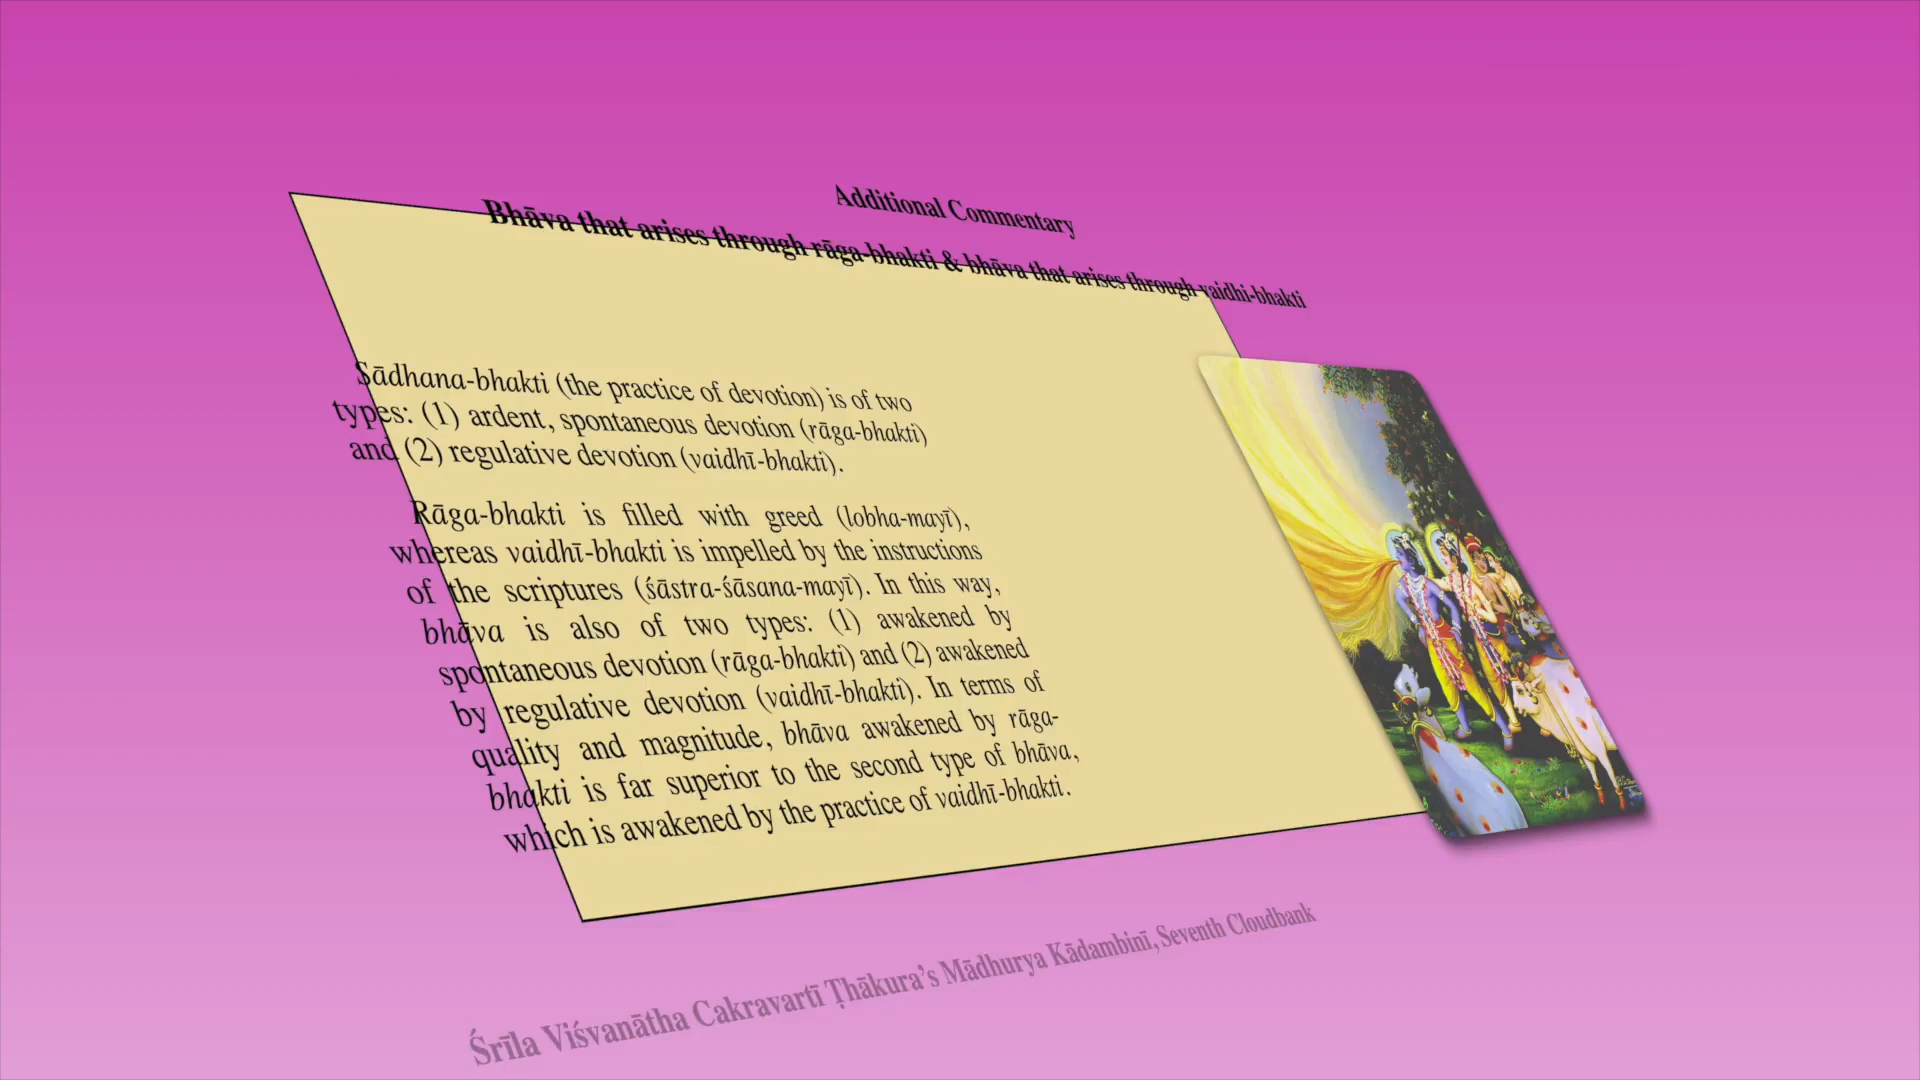 Additional Commentary
Bhāva that arises through rāga-bhakti & bhāva that arises through vaidhi-bhakti
Sādhana-bhakti (the practice of devotion) is of two
types: (1) ardent, spontaneous devotion (rāga-bhakti)
and (2) regulative devotion (vaidhī-bhakti).
Rāga-bhakti is filled with greed (lobha-mayī),
whereas vaidhī-bhakti is impelled by the instructions
of the scriptures (śāstra-śāsana-mayī). In this way,
bhāva is also of two types: (1) awakened by
spontaneous devotion (rāga-bhakti) and (2) awakened
by regulative devotion (vaidhī-bhakti). In terms of
quality and magnitude, bhāva awakened by rāga-
bhakti is far superior to the second type of bhāva,
which is awakened by the practice of vaidhī-bhakti.
Śrīla Viśvanātha Cakravartī Ṭhākura’s Mādhurya Kādambinī, Seventh Cloudbank